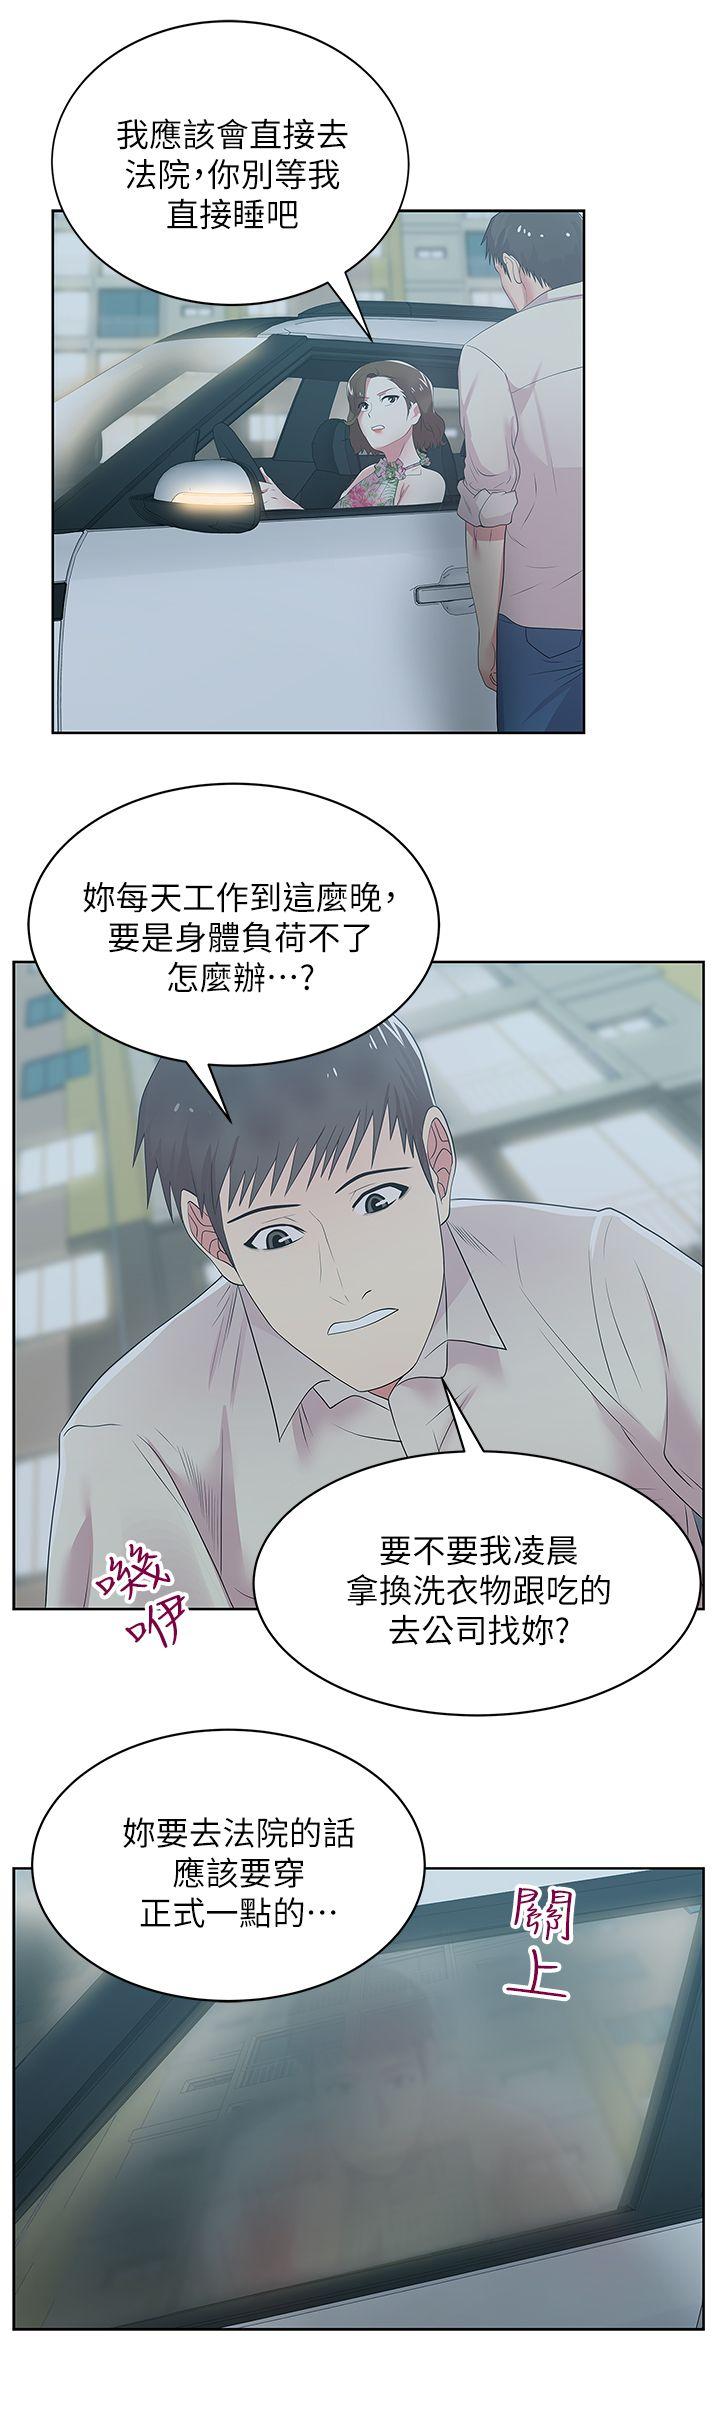 我應該會直接去
法院，你別等我
直接睡吧
妳每天工作到這麼晚，
要是身體負荷不了
怎麼辦…?
要不要我凌晨
拿換洗衣物跟吃的
去公司找妳?
嘰
咿
妳要去法院的話
應該要穿
正式一點的…
關
上